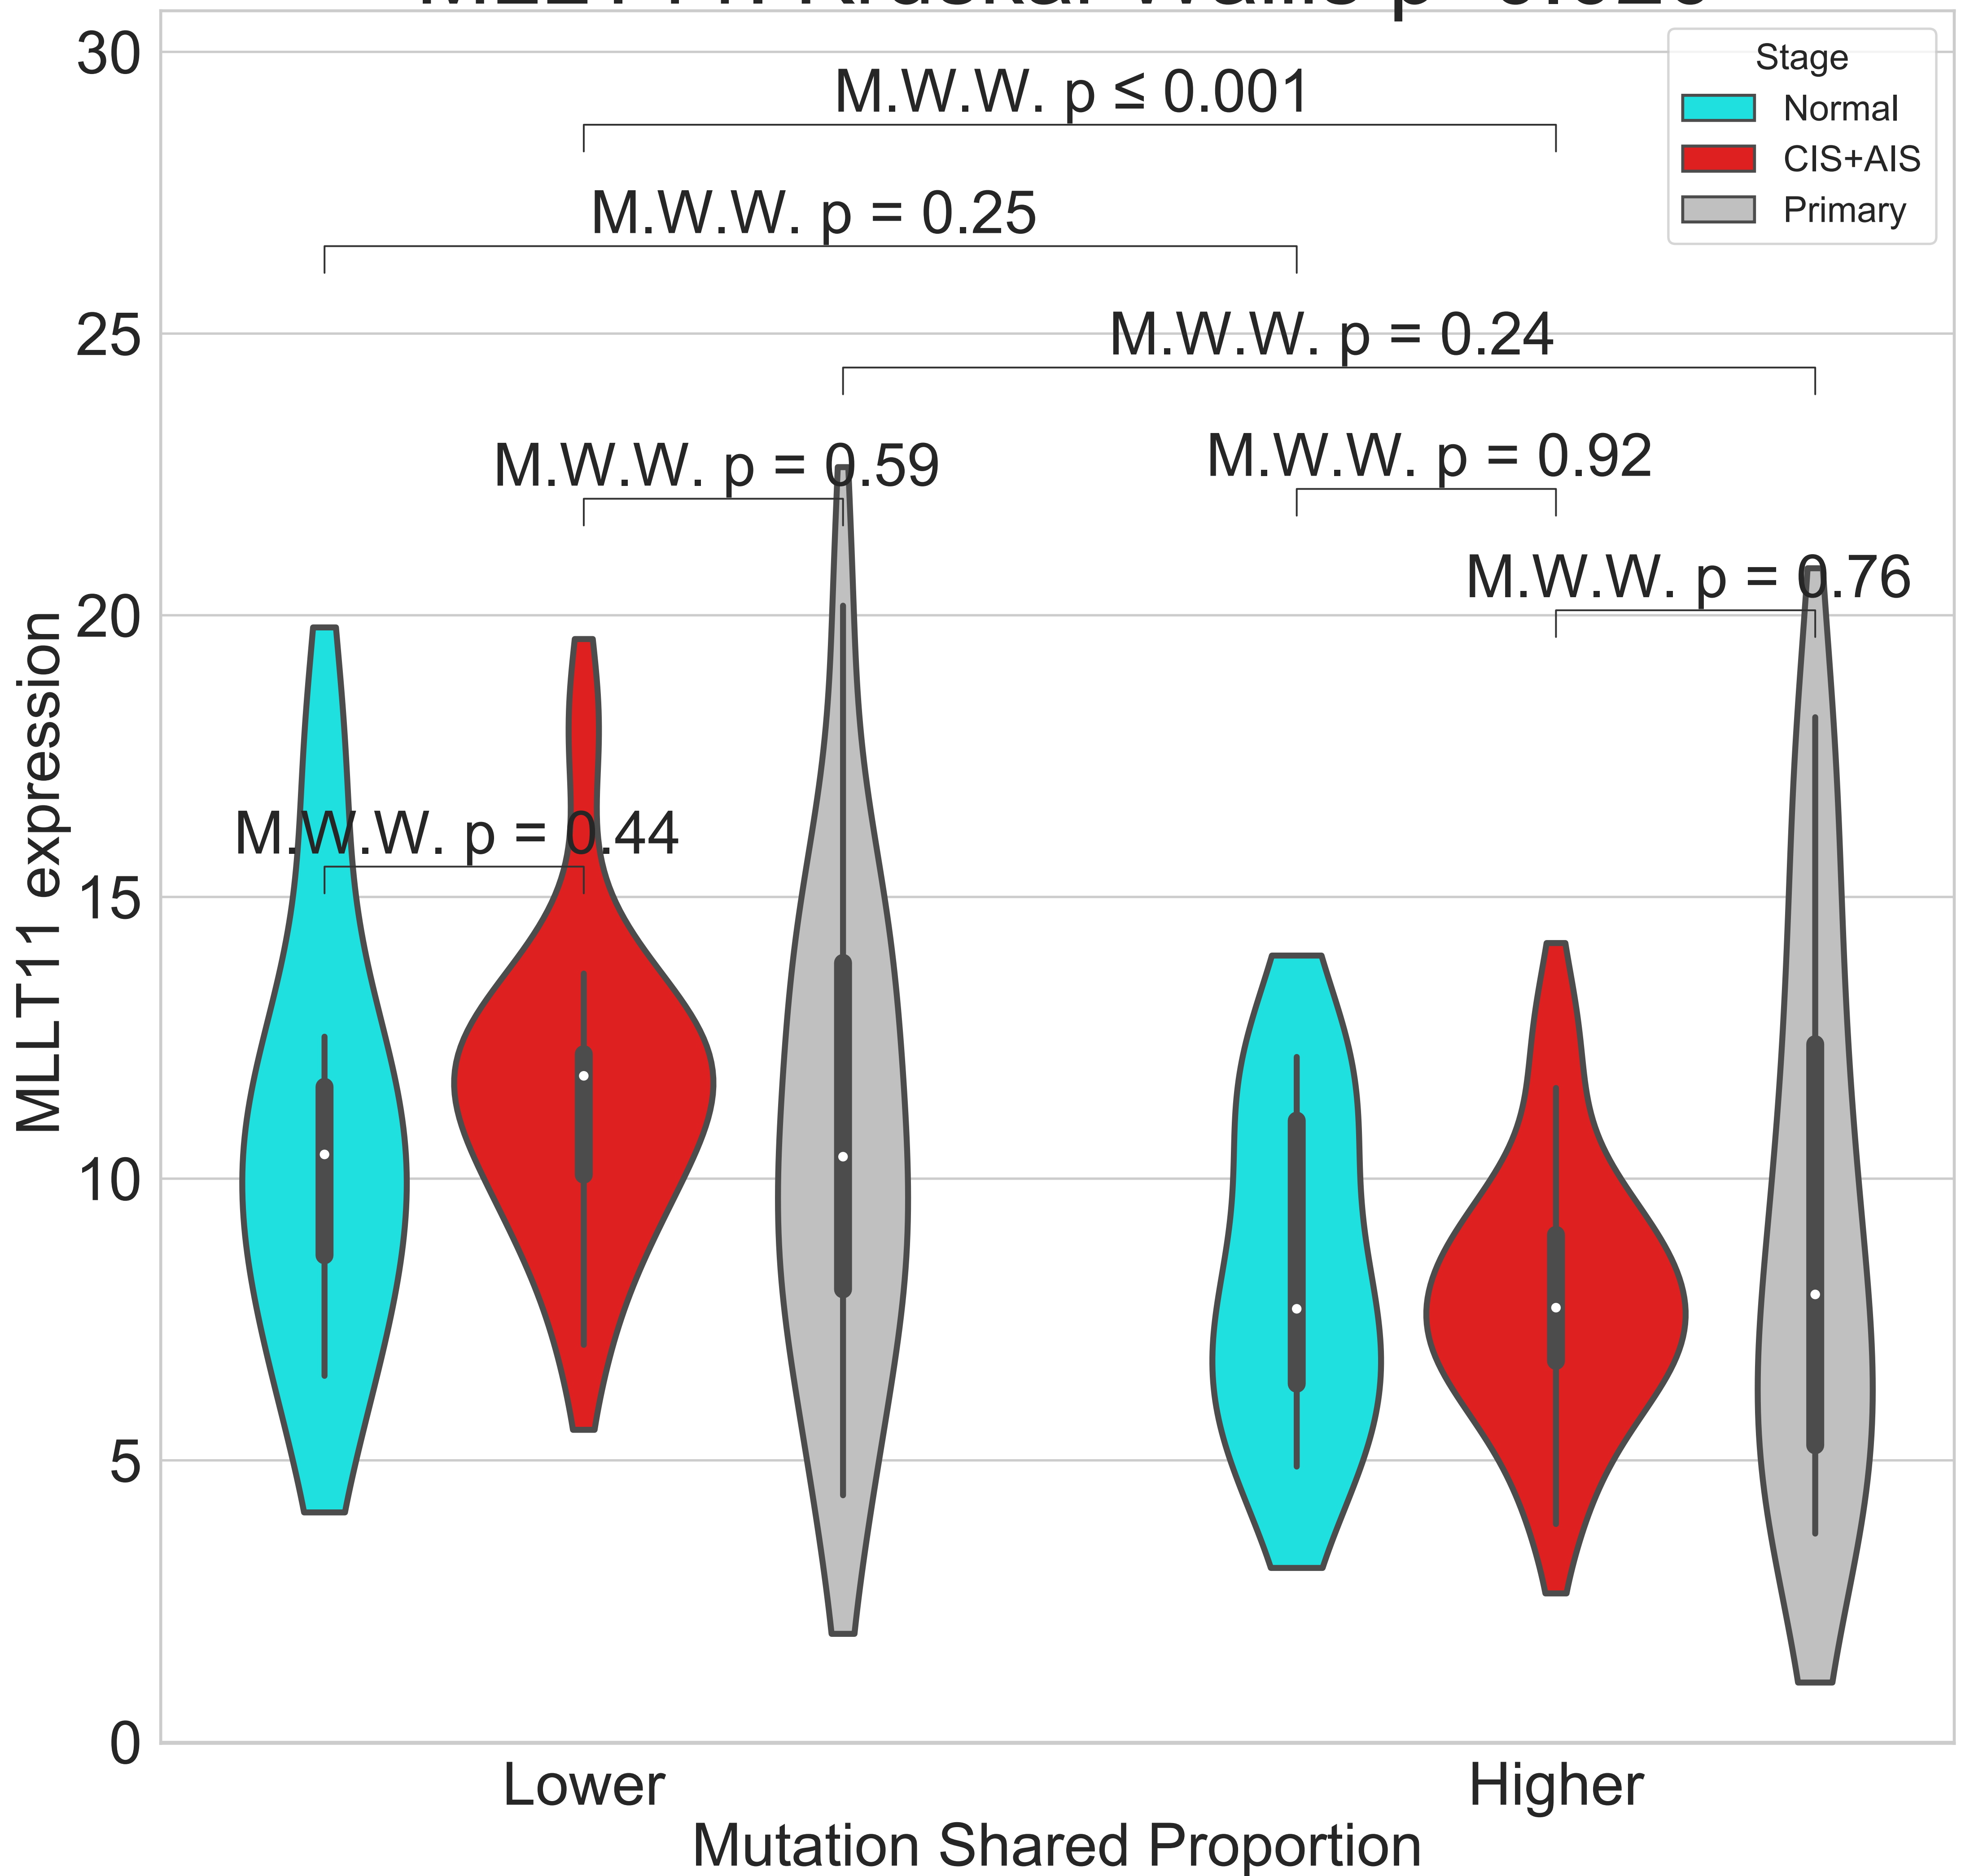 30
25
20
15
10
5
0
MLLT11 expression
M.W.W. p ≤ 0.001
M.W.W. p = 0.25
M.W.W. p = 0.24
M.W.W. p = 0.59
M.W.W. p = 0.92
M.W.W. p = 0.76
M.W.W. p = 0.44
Stage
Normal
CIS+AIS
Primary
Lower
Higher
Mutation Shared Proportion